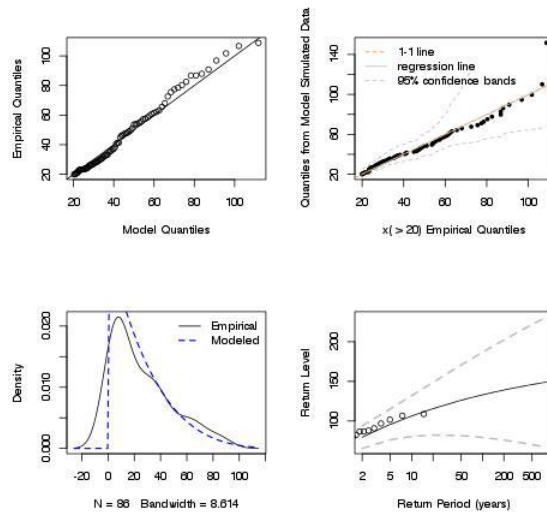 Empirical Quantiles
20 40 60 80 100
20 40 60 80 100
Model Quantiles
Quantiles from Model Simulated Data
20 60 100 150
1-1 line
regression line
95% confidence bands
20 40 60 80 100
x( > 20) Empirical Quantiles
Density
0.000 0.010 0.020
Empirical
Modeled
-20 0 20 40 60 80 100
N = 86 Bandwidth = 8.614
Return Level
100 150 200
2 5 10 50 200 500
Return Period (years)